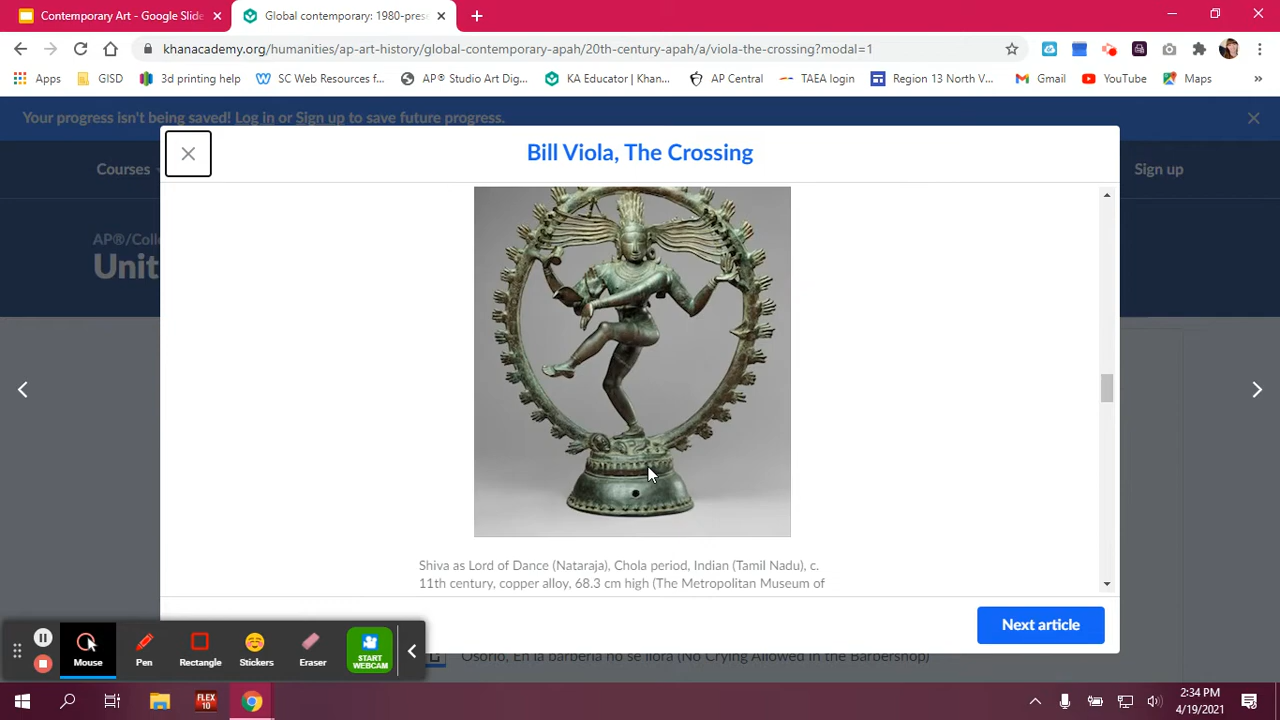 Contemporary Art - Google Slide
Global contemporary: 1980-pres
khanacademy.org/humanities/ap-art-history/global-contemporary-apah/20th-century-apah/a/viola-the-crossing?modal=1
Apps GISD 3d printing help SC Web Resources f... AP® Studio Art Dig... KA Educator | Khan... AP Central TAEA login Region 13 North V... Gmail YouTube Maps
Your progress isn't being saved! Log in or Sign up to save future progress.
Bill Viola, The Crossing
Courses
Sign up
AP®/Colle
Unit
Shiva as Lord of Dance (Nataraja), Chola period, Indian (Tamil Nadu), c.
11th century, copper alloy, 68.3 cm high (The Metropolitan Museum of
Next article
Osorio, En la barberia no se llora (No Crying Allowed in the Barbershop)
Mouse Pen Rectangle Stickers Eraser
START
WEBCAM
FLEX
10
2:34 PM
4/19/2021